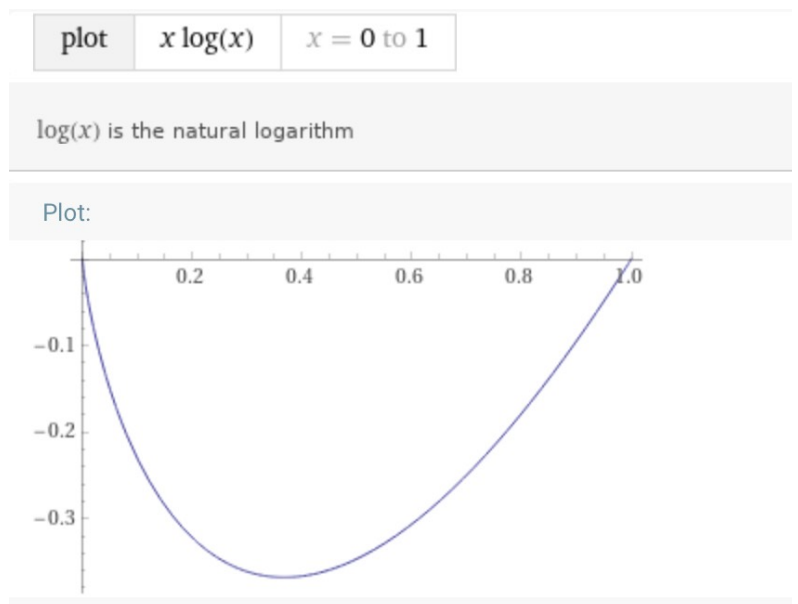 plot x log(x) x = 0 to 1
log(x) is the natural logarithm
Plot:
0.2 0.4 0.6 0.8 1.0
−0.1
−0.2
−0.3